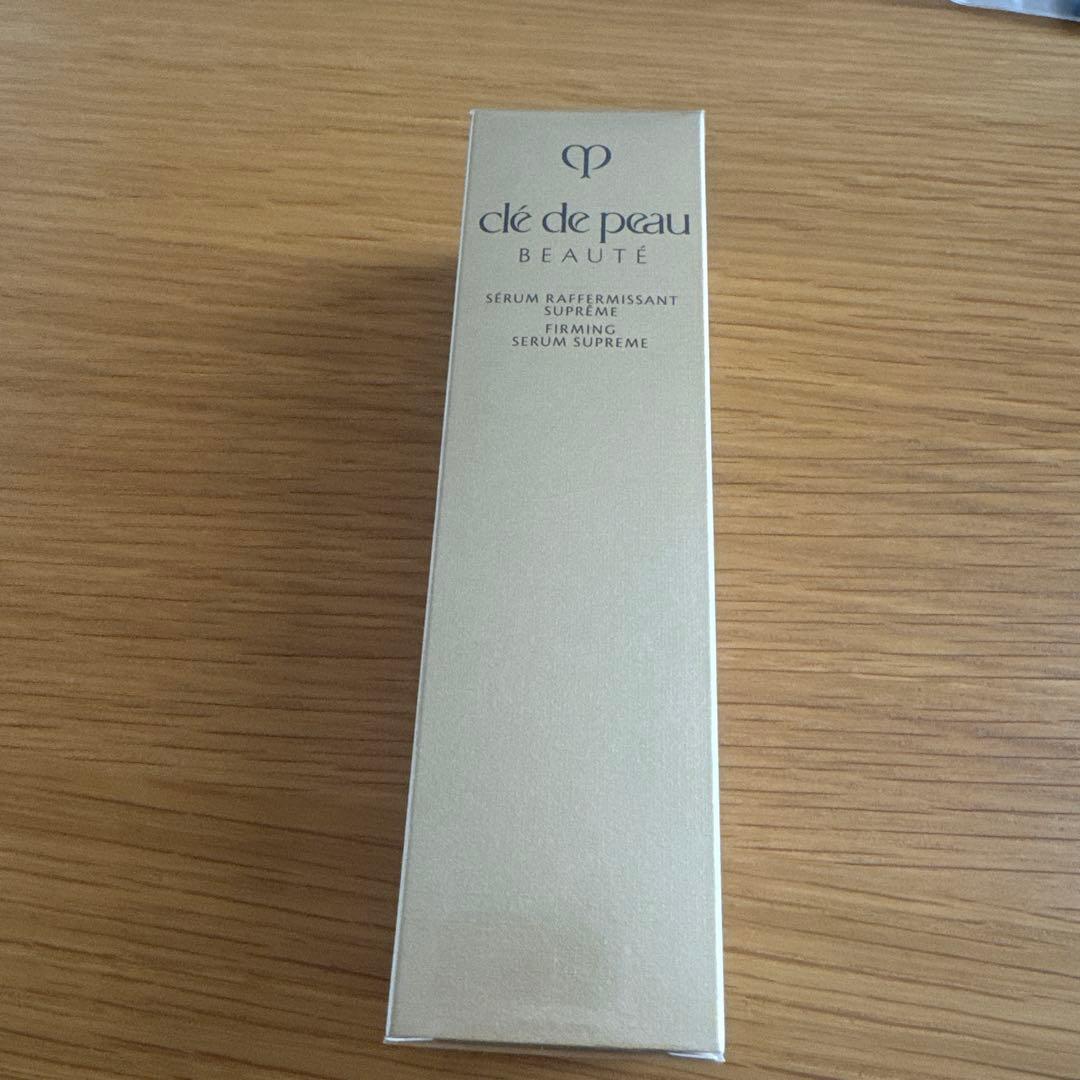 clé de peau
BEAUTÉ
SÉRUM RAFFERMISSANT
SUPRÊME
FIRMING
SERUM SUPREME